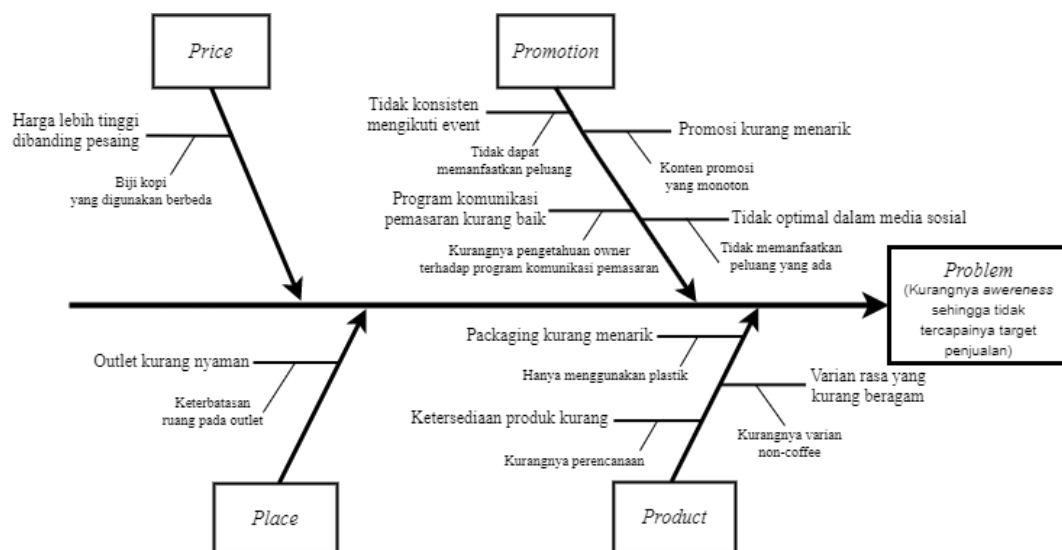 Price
Promotion
Harga lebih tinggi
dibanding pesaing
Biji kopi
yang digunakan berbeda
Tidak konsisten
mengikuti event
Tidak dapat
memanfaatkan peluang
Promosi kurang menarik
Konten promosi
yang monoton
Program komunikasi
pemasaran kurang baik
Kurangnya pengetahuan owner
terhadap program komunikasi pemasaran
Tidak optimal dalam media sosial
Tidak memanfaatkan
peluang yang ada
Problem
(Kurangnya awereness
sehingga tidak
tercapainya target
penjualan)
Outlet kurang nyaman
Keterbatasan
ruang pada outlet
Packaging kurang menarik
Hanya menggunakan plastik
Varian rasa yang
kurang beragam
Kurangnya varian
non-coffee
Ketersediaan produk kurang
Kurangnya perencanaan
Place
Product